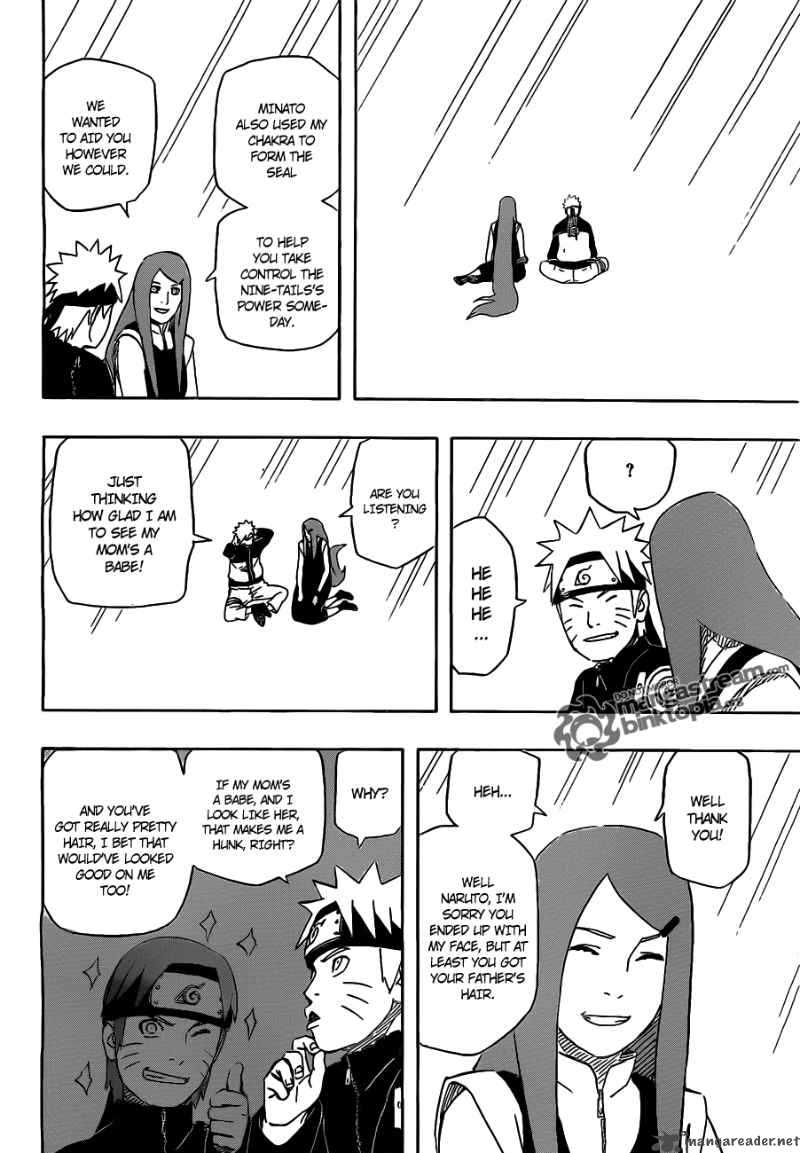 MINATO
ALSO USED MY
CHAKRA TO
FORM THE
SEAL
TO HELP
YOU TAKE
CONTROL THE
NINE-TAILS'S
POWER SOME-
DAY.
WE
WANTED
TO AID YOU
HOWEVER
WE COULD.
?
HE
HE
HE
...
ARE YOU
LISTENING
?
JUST
THINKING
HOW GLAD I AM
TO SEE MY
MOM'S A
BABE!
WELL
THANK
YOU!
HEH...
WELL
NARUTO, I'M
SORRY YOU
ENDED UP WITH
MY FACE, BUT AT
LEAST YOU GOT
YOUR FATHER'S
HAIR.
WHY?
IF MY MOM'S
A BABE, AND I
LOOK LIKE HER,
THAT MAKES ME A
HUNK, RIGHT?
AND YOU'VE
GOT REALLY PRETTY
HAIR, I BET THAT
WOULD'VE LOOKED
GOOD ON ME
TOO!
mangastream.com
binktopia
mangareader.net